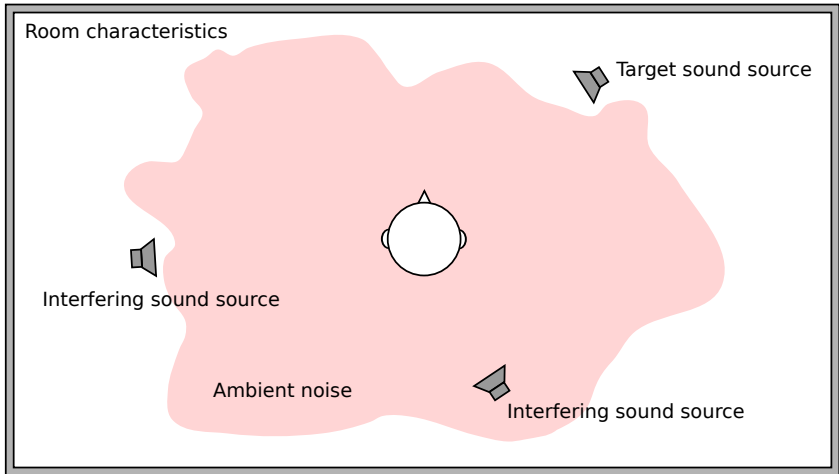 Room characteristics
Target sound source
Interfering sound source
Ambient noise
Interfering sound source